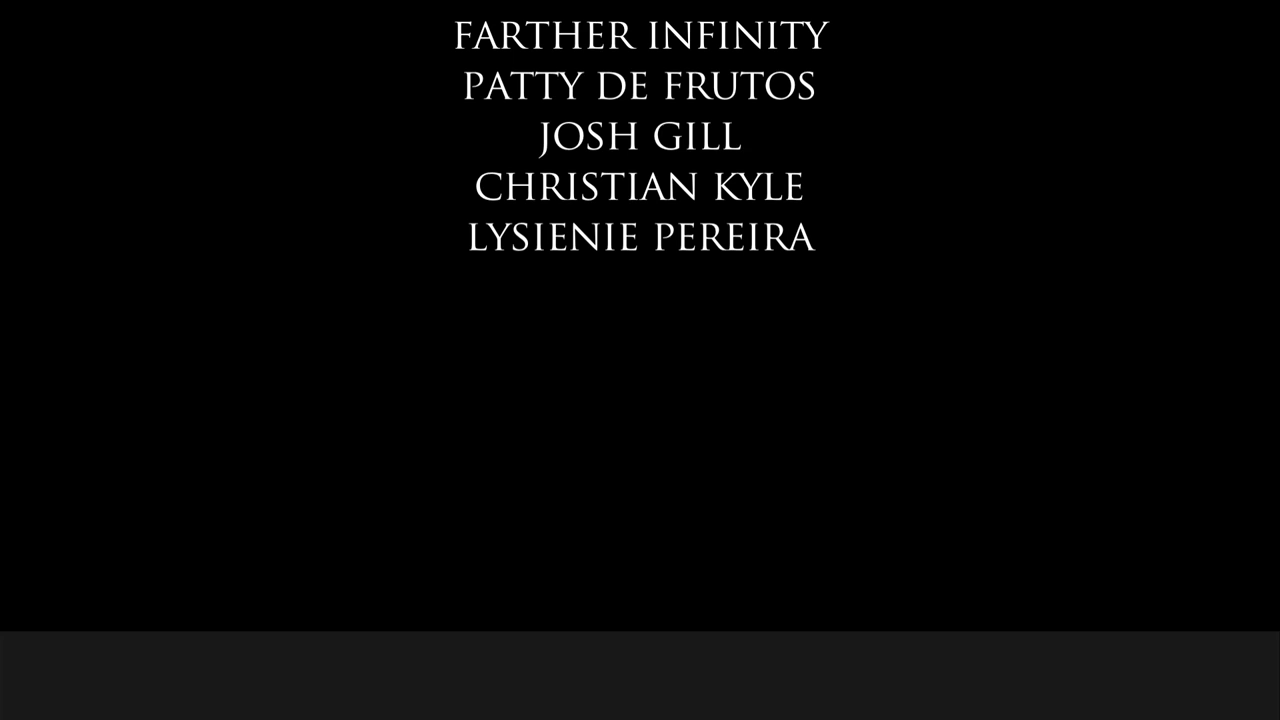 FARTHER INFINITY
PATTY DE FRUTOS
JOSH GILL
CHRISTIAN KYLE
LYSIENIE PEREIRA